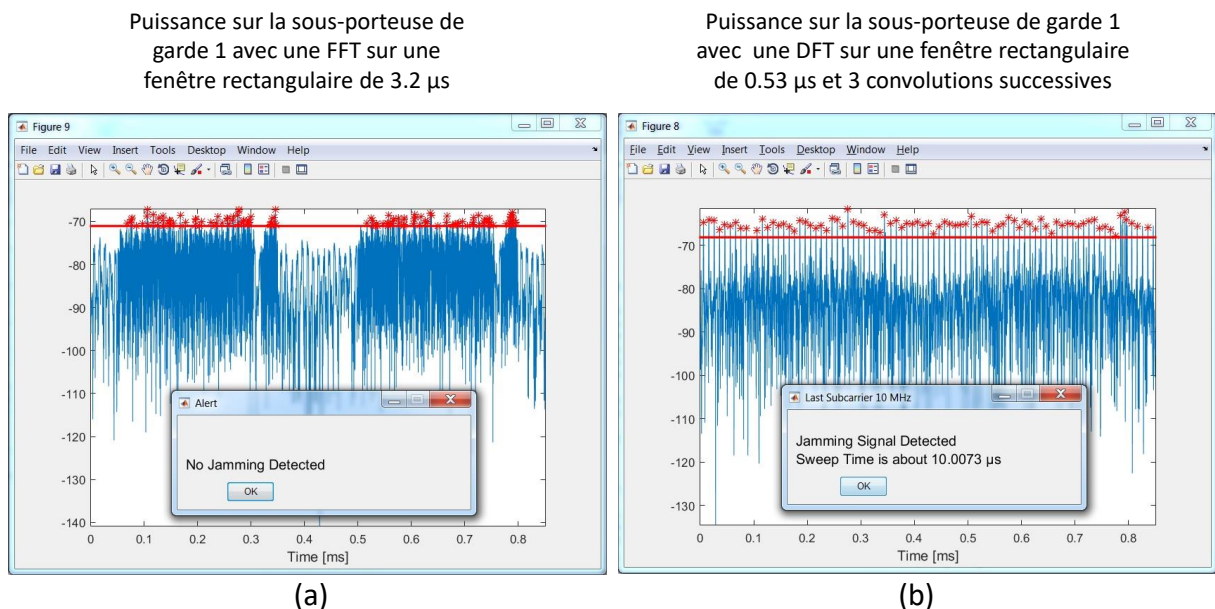 Puissance sur la sous-porteuse de
garde 1 avec une FFT sur une
fenêtre rectangulaire de 3.2 µs
Puissance sur la sous-porteuse de garde 1
avec une DFT sur une fenêtre rectangulaire
de 0.53 µs et 3 convolutions successives
Figure 9
File Edit View Insert Tools Desktop Window Help
-70
-80
-90
-100
-110
-120
-130
-140
0 0.1 0.2 0.3 0.4 0.5 0.6 0.7 0.8
Time [ms]
Alert
No Jamming Detected
OK
(a)
Figure 8
File Edit View Insert Tools Desktop Window Help
-70
-80
-90
-100
-110
-120
-130
0 0.1 0.2 0.3 0.4 0.5 0.6 0.7 0.8
Time [ms]
Last Subcarrier 10 MHz
Jamming Signal Detected
Sweep Time is about 10.0073 µs
OK
(b)